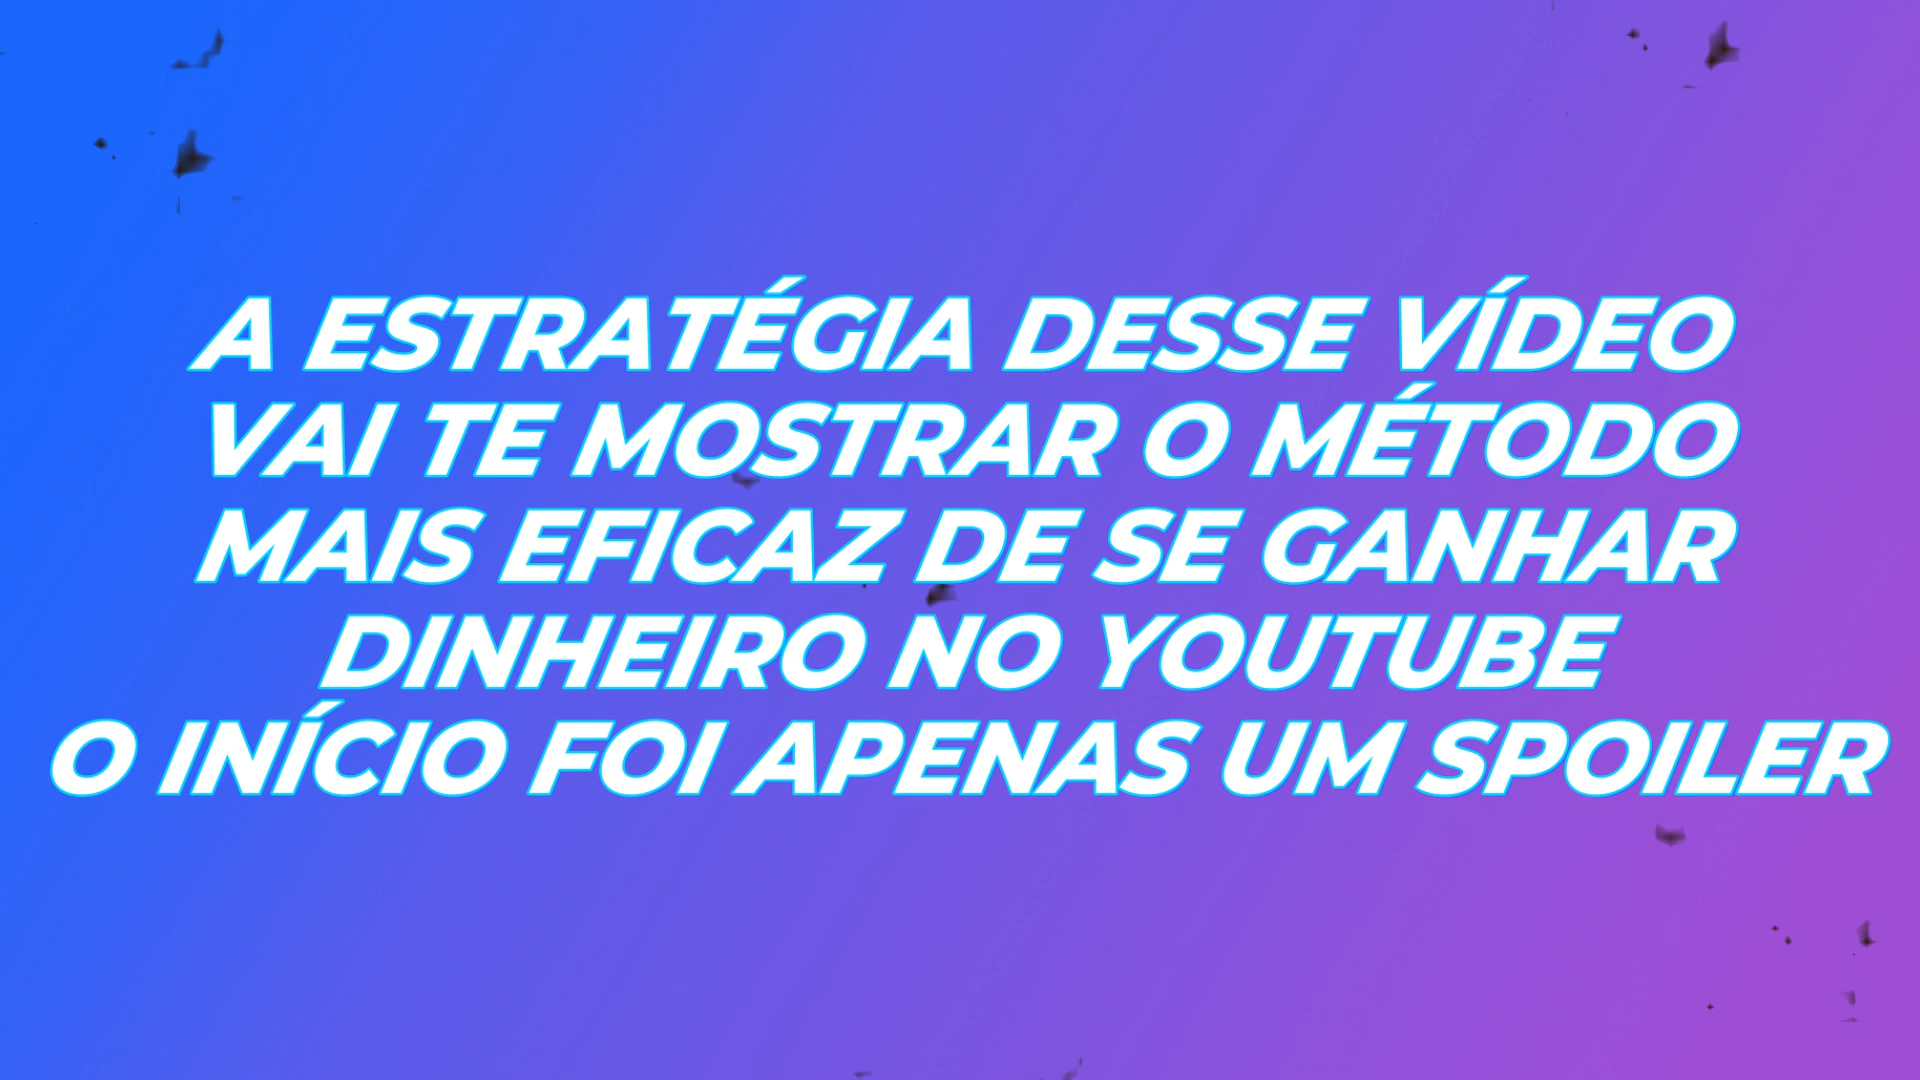 A ESTRATÉGIA DESSE VÍDEO
VAI TE MOSTRAR O MÉTODO
MAIS EFICAZ DE SE GANHAR
DINHEIRO NO YOUTUBE
O INÍCIO FOI APENAS UM SPOILER